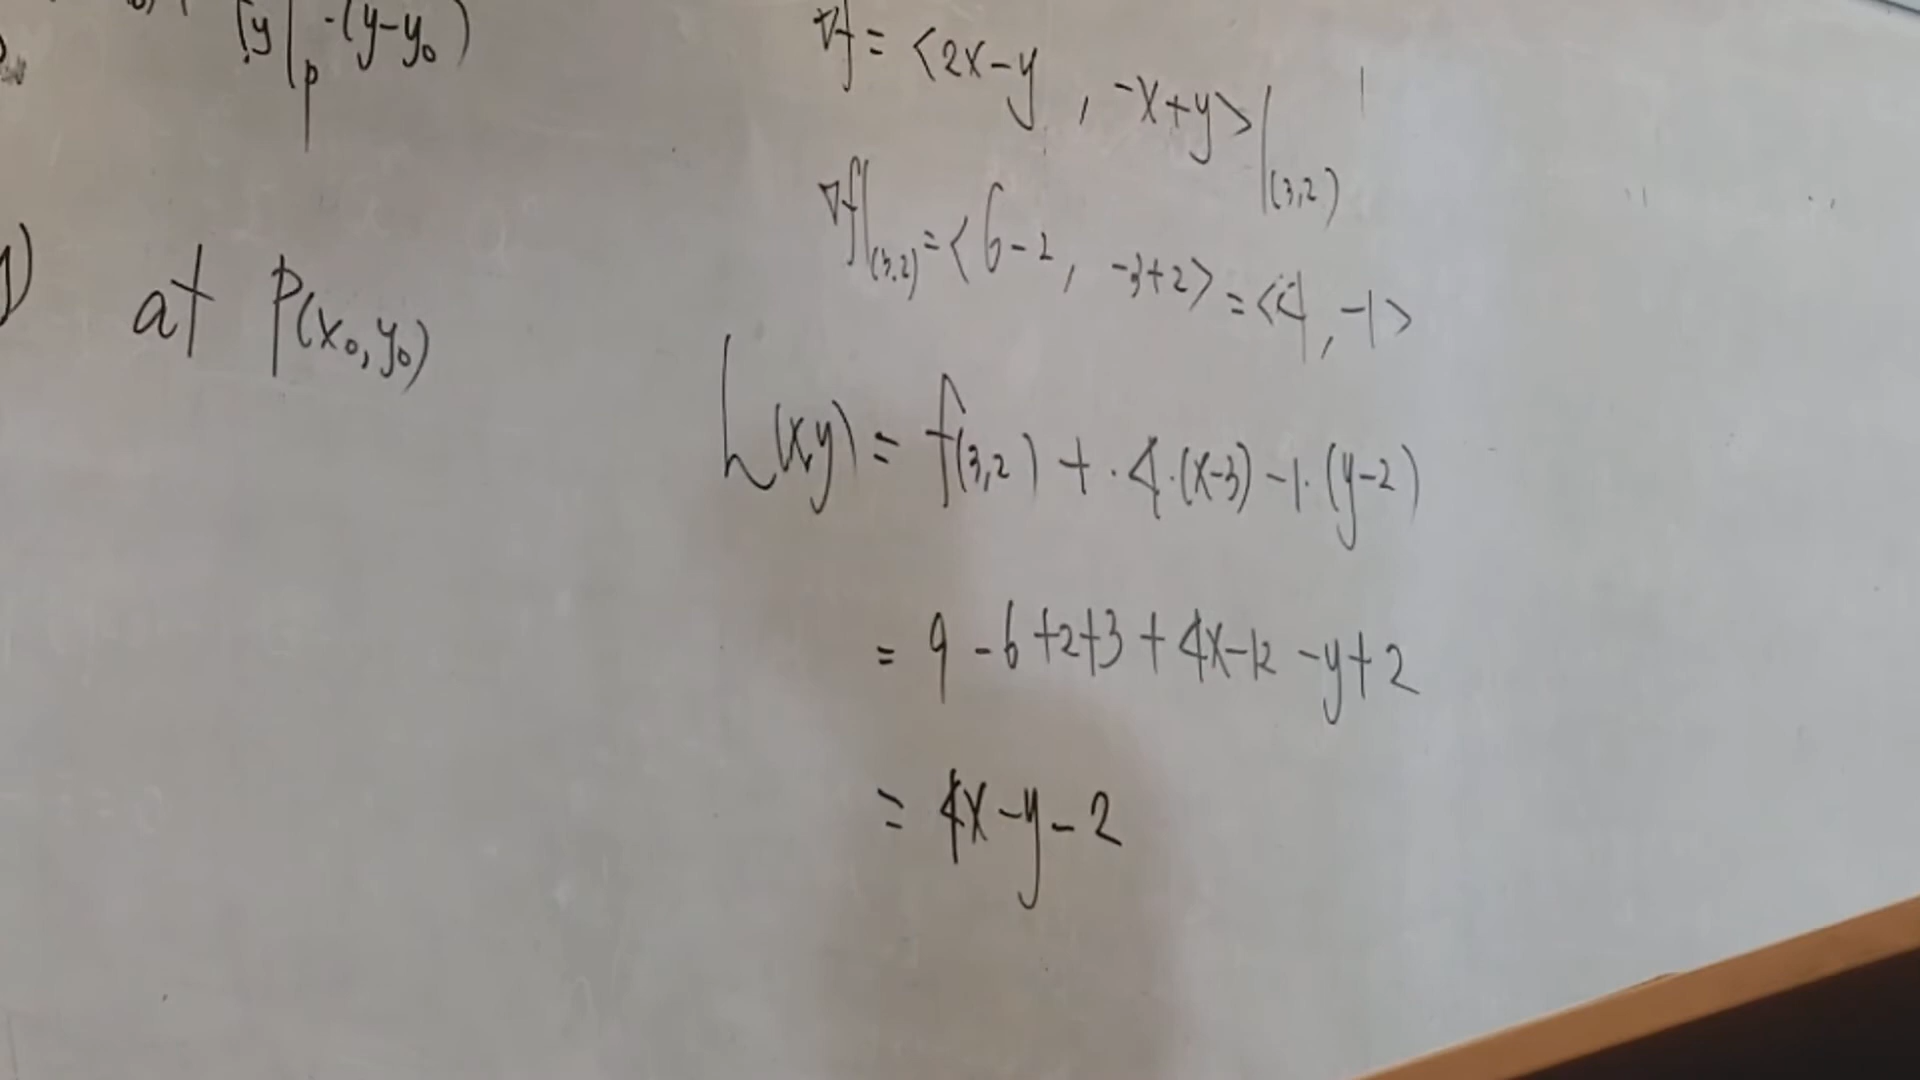 fy|p ·(y-y₀)
at P(x₀,y₀)
∇f = <2x-y, -x+y>|(3,2)
∇f|(3,2) = <6-2, -3+2> = <4, -1>
L(x,y) = f(3,2) + · 4·(x-3) -1·(y-2)
= 9 -6+2+3 + 4x-12 -y+2
= 4x-y-2